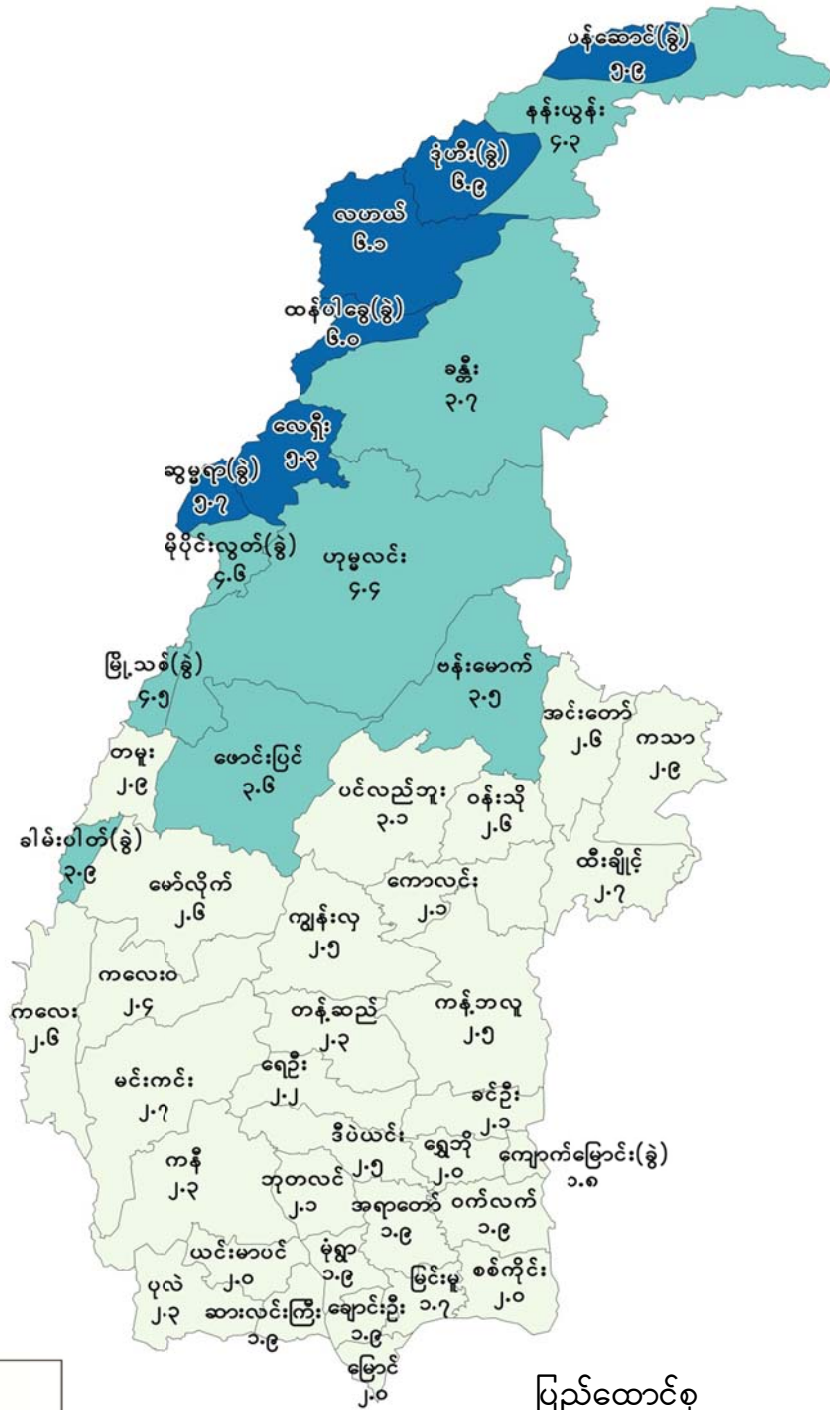 ပန်ဆောင်(ခွဲ)
၅.၉
နန်းယွန်း
၄.၃
ဒုံဟီး(ခွဲ)
၆.၉
လဟယ်
၆.၁
ထန်ပါခွေ(ခွဲ)
၆.၀
ခန္တီး
၃.၇
လေရှီး
၅.၃
ဆွမ္မရာ(ခွဲ)
၅.၇
မိုပိုင်းလွတ်(ခွဲ)
၄.၆
ဟုမ္မလင်း
၄.၄
မြို့သစ်(ခွဲ)
၄.၅
ဗန်းမောက်
၃.၅
အင်းတော်
၂.၆
ကသာ
၂.၉
တမူး
၂.၉
ဖောင်းပြင်
၃.၆
ပင်လည်ဘူး
၃.၁
ဝန်းသို
၂.၆
ခါမ်းပါတ်(ခွဲ)
၃.၉
မော်လိုက်
၂.၆
ကောလင်း
၂.၁
ထီးချိုင့်
၂.၇
ကျွန်းလှ
၂.၅
ကလေးဝ
၂.၄
ကလေး
၂.၆
တန့်ဆည်
၂.၃
ကန့်ဘလူ
၂.၅
မင်းကင်း
၂.၇
ရေဦး
၂.၂
ခင်ဦး
၂.၁
ဒီပဲယင်း
၂.၅
ရွှေဘို
၂.၀
ကျောက်မြောင်း(ခွဲ)
၁.၈
ကနီ
၂.၃
ဘုတလင်
၂.၁
အရာတော်
၁.၉
ဝက်လက်
၁.၉
ယင်းမာပင်
၂.၀
မုံရွာ
၁.၉
မြင်းမူ
၁.၇
စစ်ကိုင်း
၂.၀
ပုလဲ
၂.၃
ဆားလင်းကြီး
၁.၉
ချောင်းဦး
၁.၉
မြောင်
၂.၀
ပြည်ထောင်စု